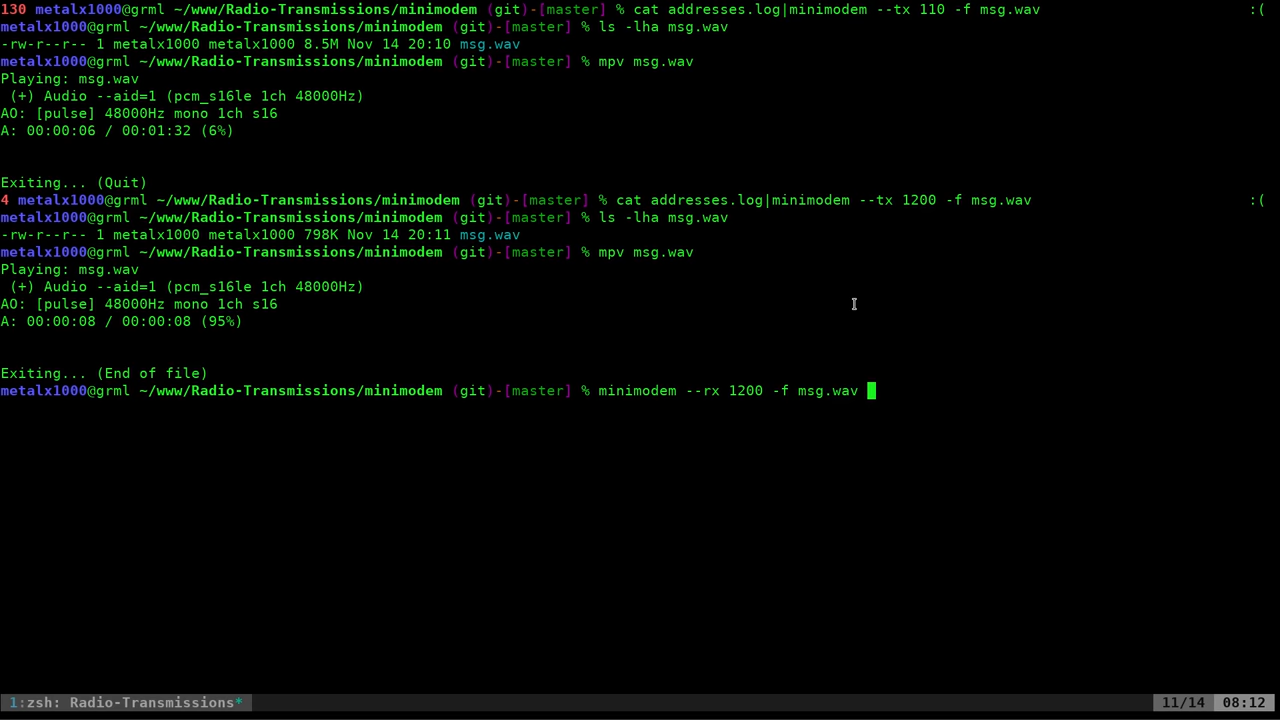 130 metalx1000@grml ~/www/Radio-Transmissions/minimodem (git)-[master] % cat addresses.log|minimodem --tx 110 -f msg.wav :(
metalx1000@grml ~/www/Radio-Transmissions/minimodem (git)-[master] % ls -lha msg.wav
-rw-r--r-- 1 metalx1000 metalx1000 8.5M Nov 14 20:10 msg.wav
metalx1000@grml ~/www/Radio-Transmissions/minimodem (git)-[master] % mpv msg.wav
Playing: msg.wav
(+) Audio --aid=1 (pcm_s16le 1ch 48000Hz)
AO: [pulse] 48000Hz mono 1ch s16
A: 00:00:06 / 00:01:32 (6%)
Exiting... (Quit)
4 metalx1000@grml ~/www/Radio-Transmissions/minimodem (git)-[master] % cat addresses.log|minimodem --tx 1200 -f msg.wav :(
metalx1000@grml ~/www/Radio-Transmissions/minimodem (git)-[master] % ls -lha msg.wav
-rw-r--r-- 1 metalx1000 metalx1000 798K Nov 14 20:11 msg.wav
metalx1000@grml ~/www/Radio-Transmissions/minimodem (git)-[master] % mpv msg.wav
Playing: msg.wav
(+) Audio --aid=1 (pcm_s16le 1ch 48000Hz)
AO: [pulse] 48000Hz mono 1ch s16
A: 00:00:08 / 00:00:08 (95%)
Exiting... (End of file)
metalx1000@grml ~/www/Radio-Transmissions/minimodem (git)-[master] % minimodem --rx 1200 -f msg.wav
1:zsh: Radio-Transmissions* 11/14 08:12